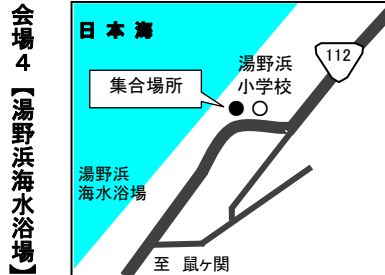 会場４【湯野浜海水浴場】
日本海
湯野浜
小学校
112
集合場所
湯野浜
海水浴場
至 鼠ヶ関